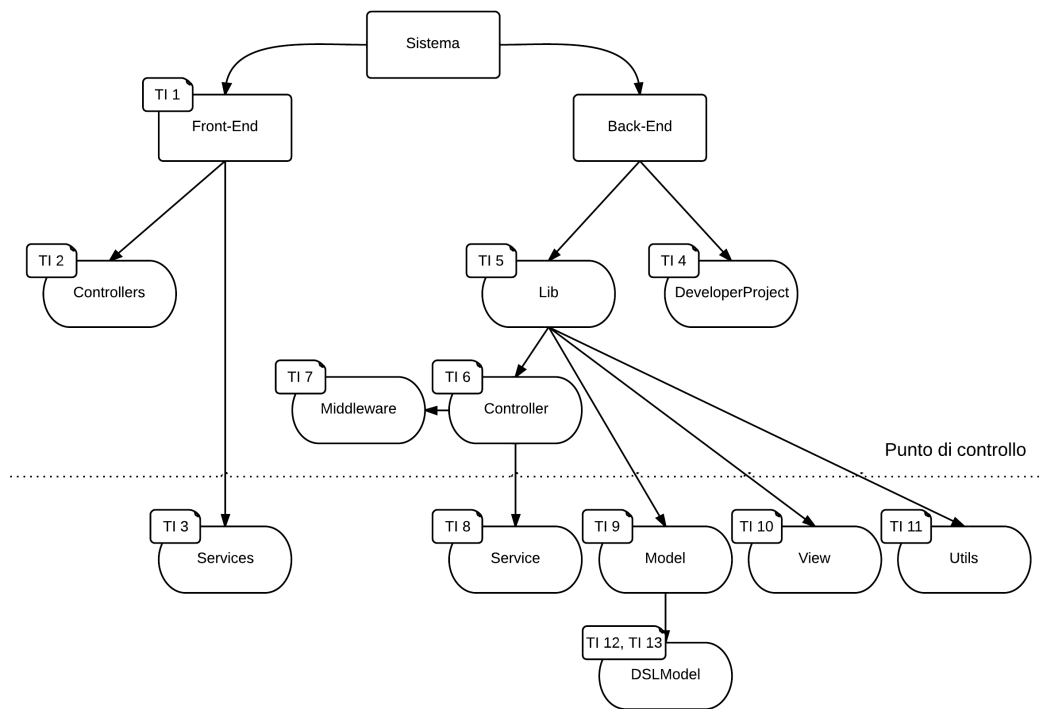 Sistema
TI 1
Front-End
Back-End
TI 2
Controllers
TI 5
Lib
TI 4
DeveloperProject
TI 7
Middleware
TI 6
Controller
Punto di controllo
TI 3
Services
TI 8
Service
TI 9
Model
TI 10
View
TI 11
Utils
TI 12, TI 13
DSLModel